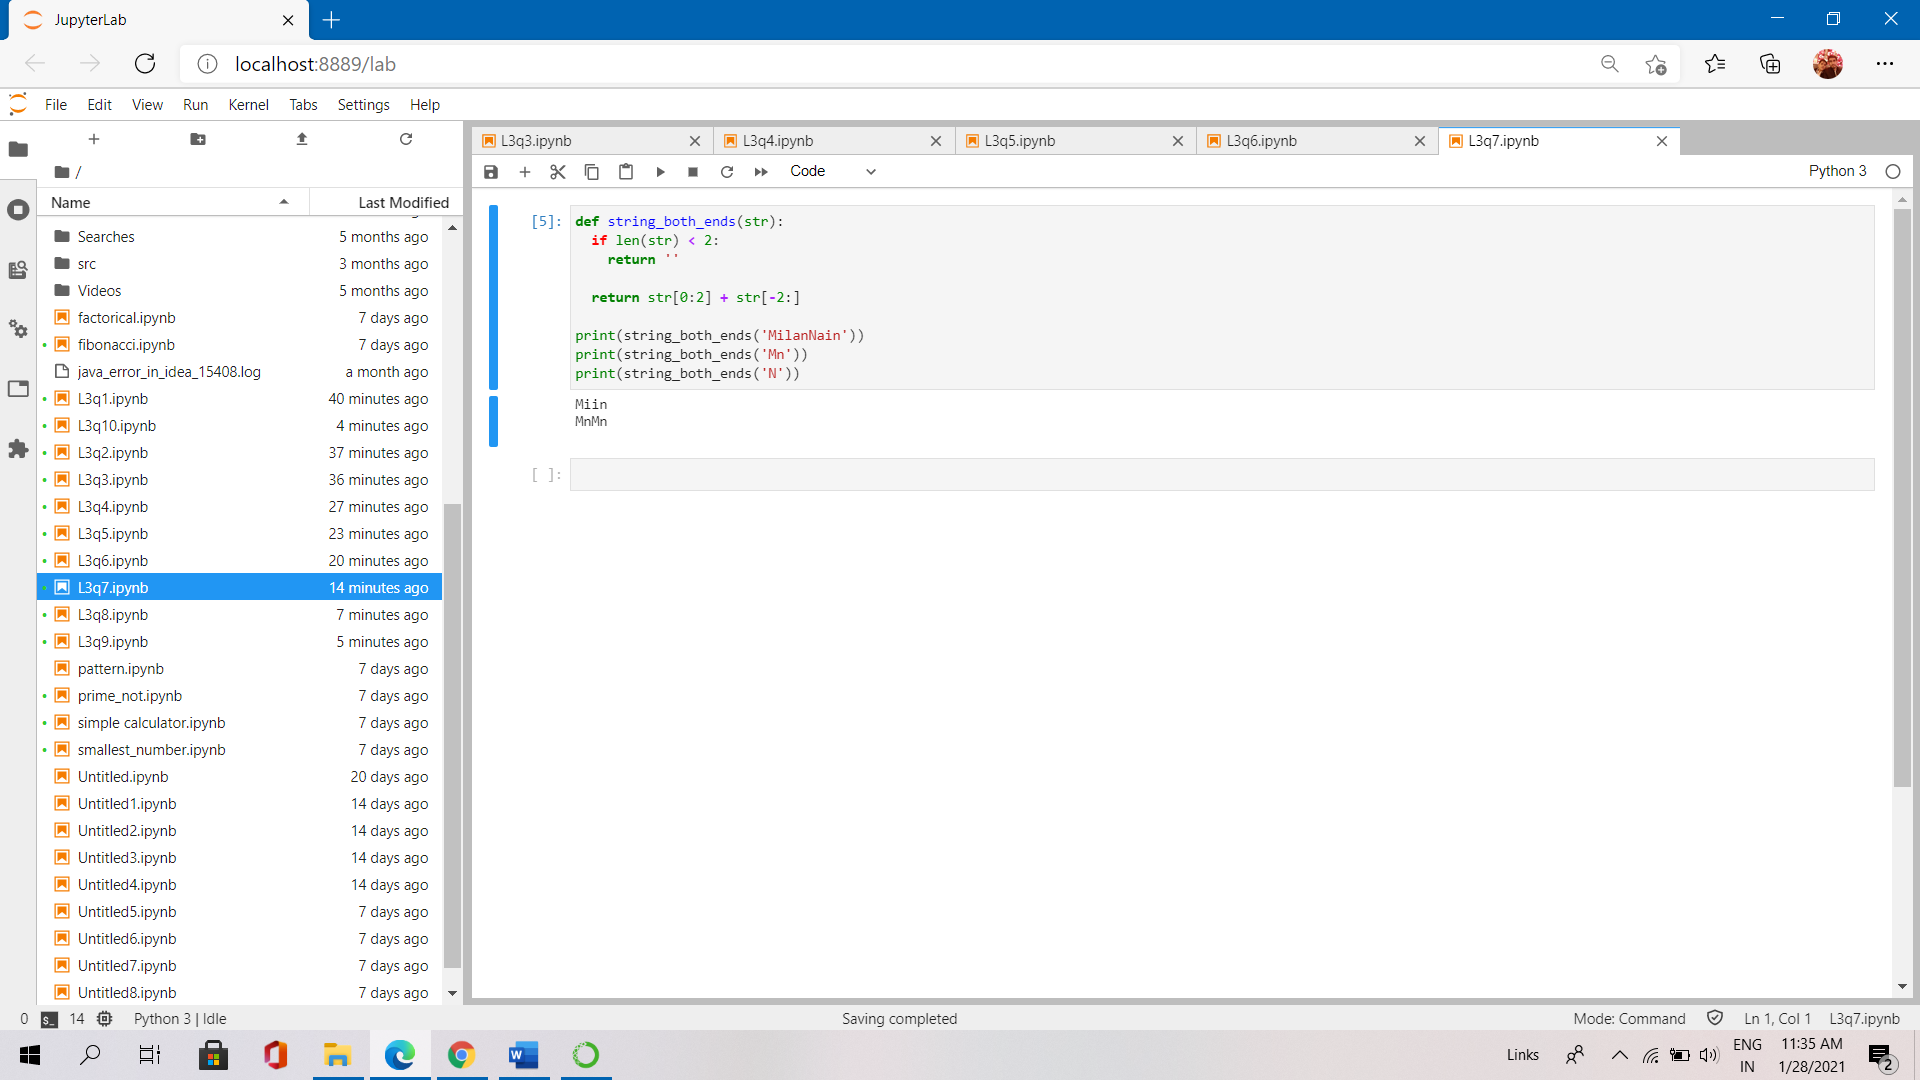 JupyterLab
localhost:8889/lab
File Edit View Run Kernel Tabs Settings Help
L3q3.ipynb L3q4.ipynb L3q5.ipynb L3q6.ipynb L3q7.ipynb
/
Code
Python 3
Name Last Modified
Searches 5 months ago
src 3 months ago
Videos 5 months ago
factorical.ipynb 7 days ago
fibonacci.ipynb 7 days ago
java_error_in_idea_15408.log a month ago
L3q1.ipynb 40 minutes ago
L3q10.ipynb 4 minutes ago
L3q2.ipynb 37 minutes ago
L3q3.ipynb 36 minutes ago
L3q4.ipynb 27 minutes ago
L3q5.ipynb 23 minutes ago
L3q6.ipynb 20 minutes ago
L3q7.ipynb 14 minutes ago
L3q8.ipynb 7 minutes ago
L3q9.ipynb 5 minutes ago
pattern.ipynb 7 days ago
prime_not.ipynb 7 days ago
simple calculator.ipynb 7 days ago
smallest_number.ipynb 7 days ago
Untitled.ipynb 20 days ago
Untitled1.ipynb 14 days ago
Untitled2.ipynb 14 days ago
Untitled3.ipynb 14 days ago
Untitled4.ipynb 14 days ago
Untitled5.ipynb 7 days ago
Untitled6.ipynb 7 days ago
Untitled7.ipynb 7 days ago
Untitled8.ipynb 7 days ago
[5]: def string_both_ends(str):
  if len(str) < 2:
    return ''
  return str[0:2] + str[-2:]
print(string_both_ends('MilanNain'))
print(string_both_ends('Mn'))
print(string_both_ends('N'))
Miin
MnMn
[ ]:
0 s_ 14 Python 3 | Idle Saving completed Mode: Command Ln 1, Col 1 L3q7.ipynb
Links ENG IN 11:35 AM 1/28/2021 2